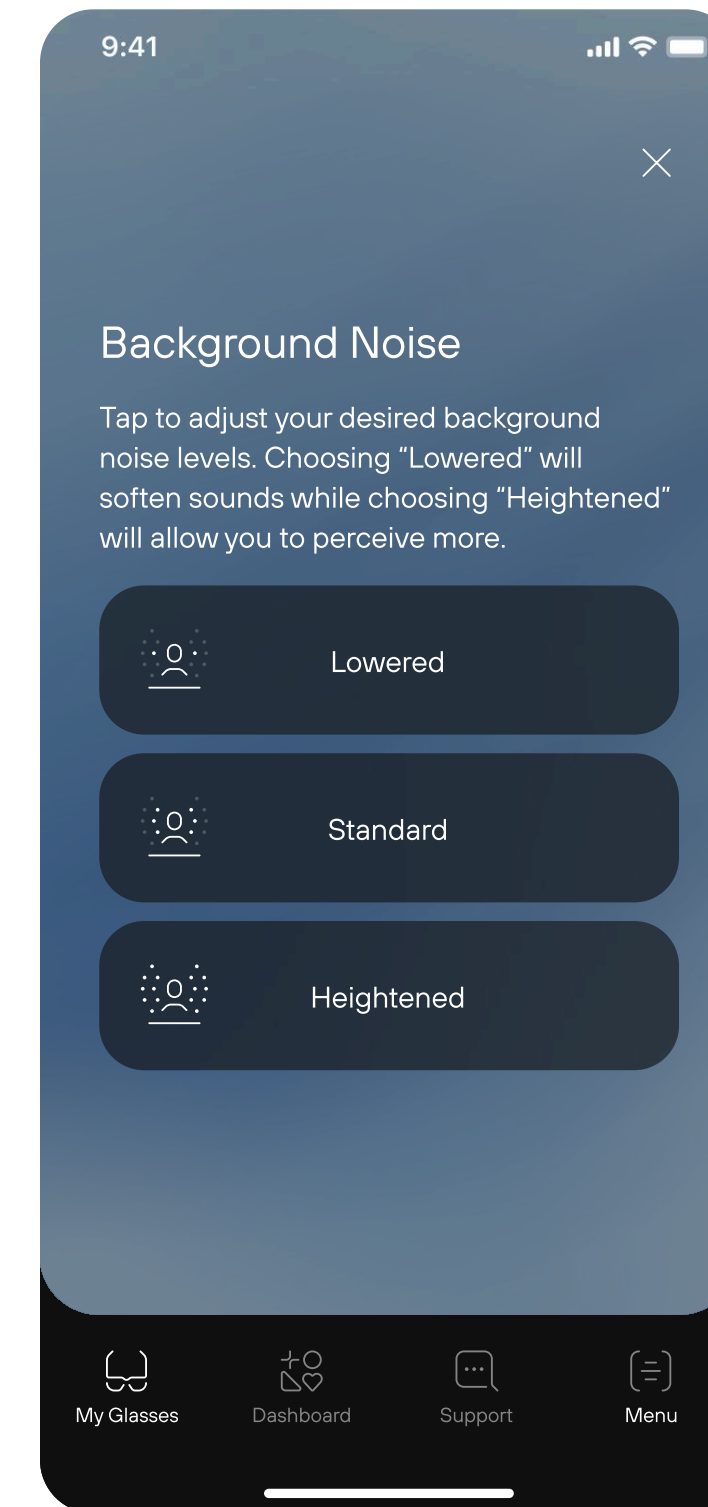 9:41
Background Noise
Tap to adjust your desired background
noise levels. Choosing “Lowered” will
soften sounds while choosing “Heightened”
will allow you to perceive more.
Lowered
Standard
Heightened
My Glasses
Dashboard
Support
Menu